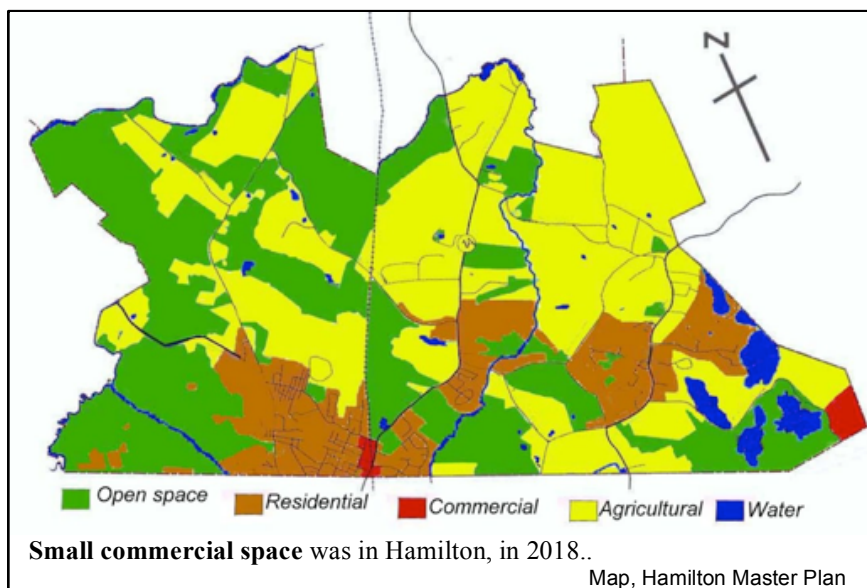 N
Open space
Residential
Commercial
Agricultural
Water
Small commercial space was in Hamilton, in 2018..
Map, Hamilton Master Plan